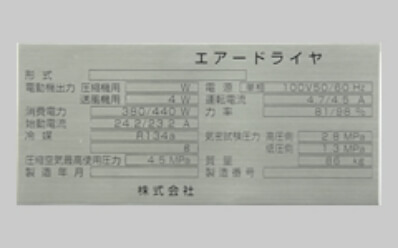 エアードライヤ
形式
電動機出力 圧縮機用 W 電源 単相 100V50/60 Hz
送風機用 4 W 運転電流 4.7/4.5 A
消費電力 380/440 W 力率 81/98 %
始動電流 24.2/23.2 A
冷媒 R134a 気密試験圧力 高圧側 2.8 MPa
g 低圧側 1.3 MPa
圧縮空気最高使用圧力 4.5 MPa 質量 85 kg
製造年月 製造番号
株式会社